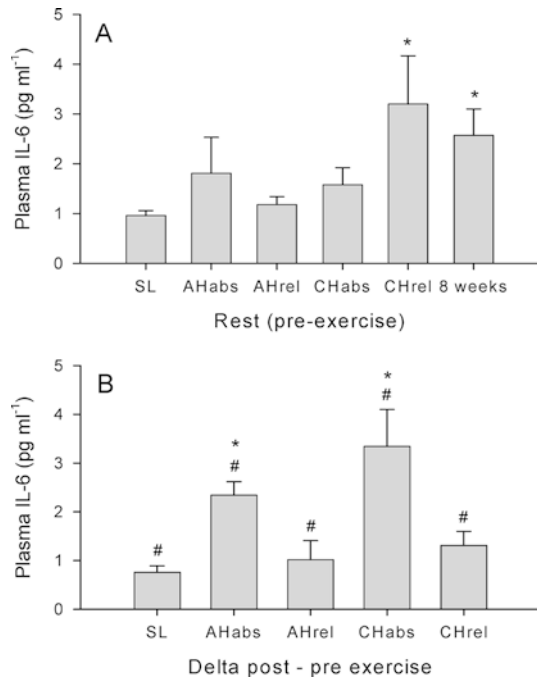 A
Plasma IL-6 (pg ml⁻¹)
5
4
3
2
1
0
*
*
SL AHabs AHrel CHabs CHrel 8 weeks
Rest (pre-exercise)
B
Plasma IL-6 (pg ml⁻¹)
5
4
3
2
1
0
*
#
*
#
#
#
#
SL AHabs AHrel CHabs CHrel
Delta post - pre exercise